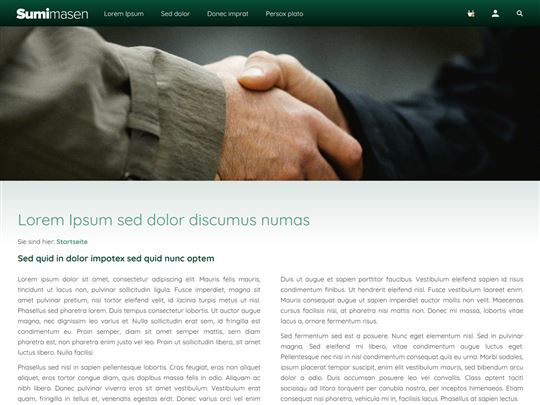 Sumimasen
Lorem Ipsum
Sed dolor
Donec imprat
Persox plato
Lorem Ipsum sed dolor discumus numas
Sie sind hier: Startseite
Sed quid in dolor impotex sed quid nunc optem
Lorem ipsum dolor sit amet, consectetur adipiscing elit. Mauris felis mauris,
tincidunt ut lacus non, pulvinar sollicitudin ligula. Fusce imperdiet, magna sit
amet pulvinar pretium, nisi tortor eleifend velit, id lacinia turpis metus ut nisl.
Phasellus sed pharetra lorem. Duis tempus consectetur lobortis. Ut auctor augue
magna, nec dignissim leo varius et. Nulla sollicitudin erat sem, id fringilla est
condimentum eu. Proin semper, diam sit amet semper mattis, sem diam
pharetra est, non pharetra enim justo vel leo. Proin ut sollicitudin nibh, sit amet
luctus libero. Nulla facilisi.
Phasellus sed nisl in sapien pellentesque lobortis. Cras feugiat, eros non aliquet
aliquet, eros tortor congue diam, quis dapibus massa felis in odio. Aliquam ac
nibh libero. Donec pulvinar viverra eros sit amet vestibulum. Vestibulum erat
quam, fringilla in tellus et, venenatis egestas erat. Donec varius orci vel enim
Duis ut augue et sapien porttitor faucibus. Vestibulum eleifend sapien id risus
condimentum finibus. Ut hendrerit eleifend nisl. Fusce vestibulum laoreet enim.
Mauris consequat augue ut sapien imperdiet auctor mollis non velit. Maecenas
cursus facilisis nisi, at pharetra nisi mattis non. Donec mi massa, lobortis vitae
lacus a, ornare fermentum risus.
Sed fermentum sed est a posuere. Nunc eget elementum nisl. Sed in pulvinar
magna. Sed eleifend mi libero, vitae condimentum augue luctus eget.
Pellentesque nec nisi in nisl condimentum consequat quis eu urna. Morbi sodales,
ipsum placerat tempor suscipit, enim elit vestibulum mauris, sed bibendum arcu
dolor a odio. Duis accumsan posuere leo vel convallis. Class aptent taciti
sociosqu ad litora torquent per conubia nostra, per inceptos himenaeos. Etiam
consequat nisi pharetra, vehicula mi in, facilisis lacus. Phasellus at sapien lectus.